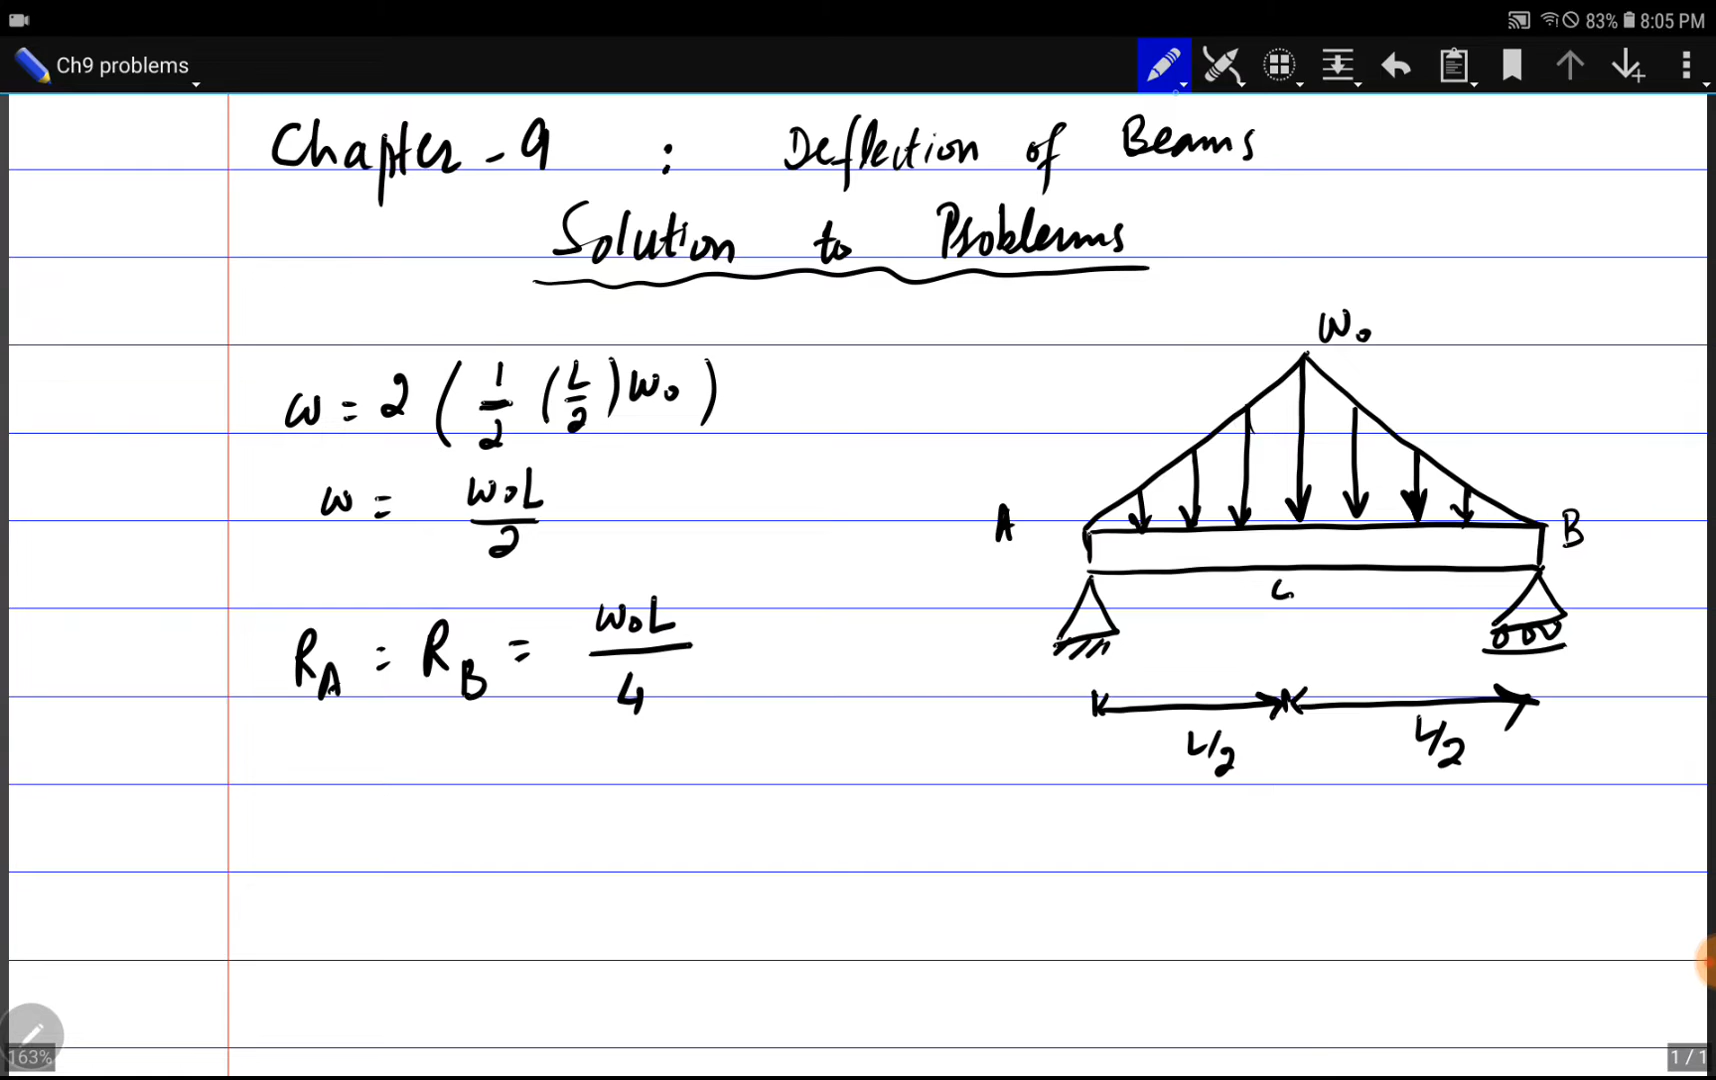 83% 8:05 PM
Ch9 problems
Chapter - 9 : Deflection of Beams
Solution to Problems
w = 2 ( 1/2 (L/2) w₀ )
w = w₀L/2
R_A = R_B = w₀L/4
w₀
A
B
C
L/2
L/2
163%
1 / 1